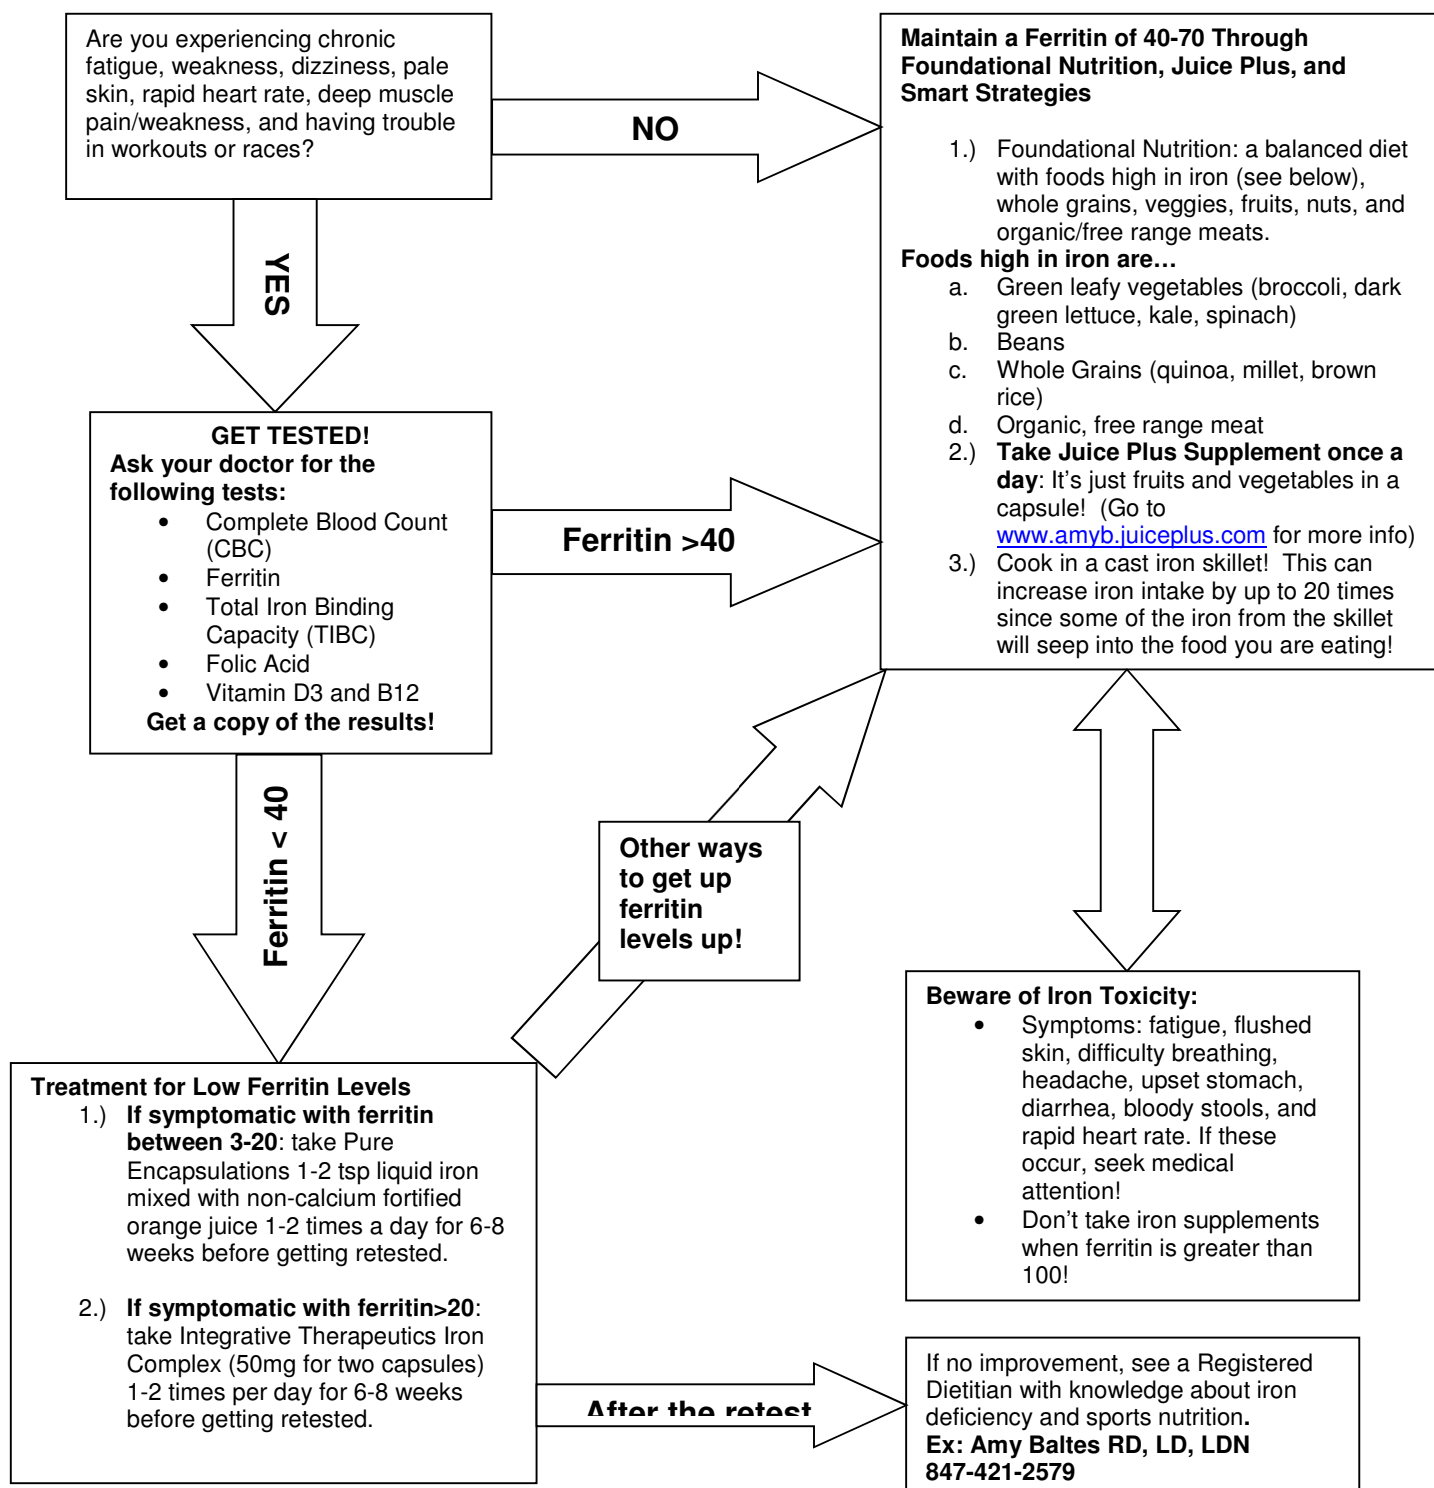 Are you experiencing chronic
fatigue, weakness, dizziness, pale
skin, rapid heart rate, deep muscle
pain/weakness, and having trouble
in workouts or races?
NO
YES
Maintain a Ferritin of 40-70 Through
Foundational Nutrition, Juice Plus, and
Smart Strategies
1.) Foundational Nutrition: a balanced diet
with foods high in iron (see below),
whole grains, veggies, fruits, nuts, and
organic/free range meats.
Foods high in iron are…
a. Green leafy vegetables (broccoli, dark
green lettuce, kale, spinach)
b. Beans
c. Whole Grains (quinoa, millet, brown
rice)
d. Organic, free range meat
2.) Take Juice Plus Supplement once a
day: It's just fruits and vegetables in a
capsule! (Go to
www.amyb.juiceplus.com for more info)
3.) Cook in a cast iron skillet! This can
increase iron intake by up to 20 times
since some of the iron from the skillet
will seep into the food you are eating!
GET TESTED!
Ask your doctor for the
following tests:
• Complete Blood Count
(CBC)
• Ferritin
• Total Iron Binding
Capacity (TIBC)
• Folic Acid
• Vitamin D3 and B12
Get a copy of the results!
Ferritin >40
Ferritin < 40
Other ways
to get up
ferritin
levels up!
Beware of Iron Toxicity:
• Symptoms: fatigue, flushed
skin, difficulty breathing,
headache, upset stomach,
diarrhea, bloody stools, and
rapid heart rate. If these
occur, seek medical
attention!
• Don't take iron supplements
when ferritin is greater than
100!
Treatment for Low Ferritin Levels
1.) If symptomatic with ferritin
between 3-20: take Pure
Encapsulations 1-2 tsp liquid iron
mixed with non-calcium fortified
orange juice 1-2 times a day for 6-8
weeks before getting retested.
2.) If symptomatic with ferritin>20:
take Integrative Therapeutics Iron
Complex (50mg for two capsules)
1-2 times per day for 6-8 weeks
before getting retested.
After the retest
If no improvement, see a Registered
Dietitian with knowledge about iron
deficiency and sports nutrition.
Ex: Amy Baltes RD, LD, LDN
847-421-2579